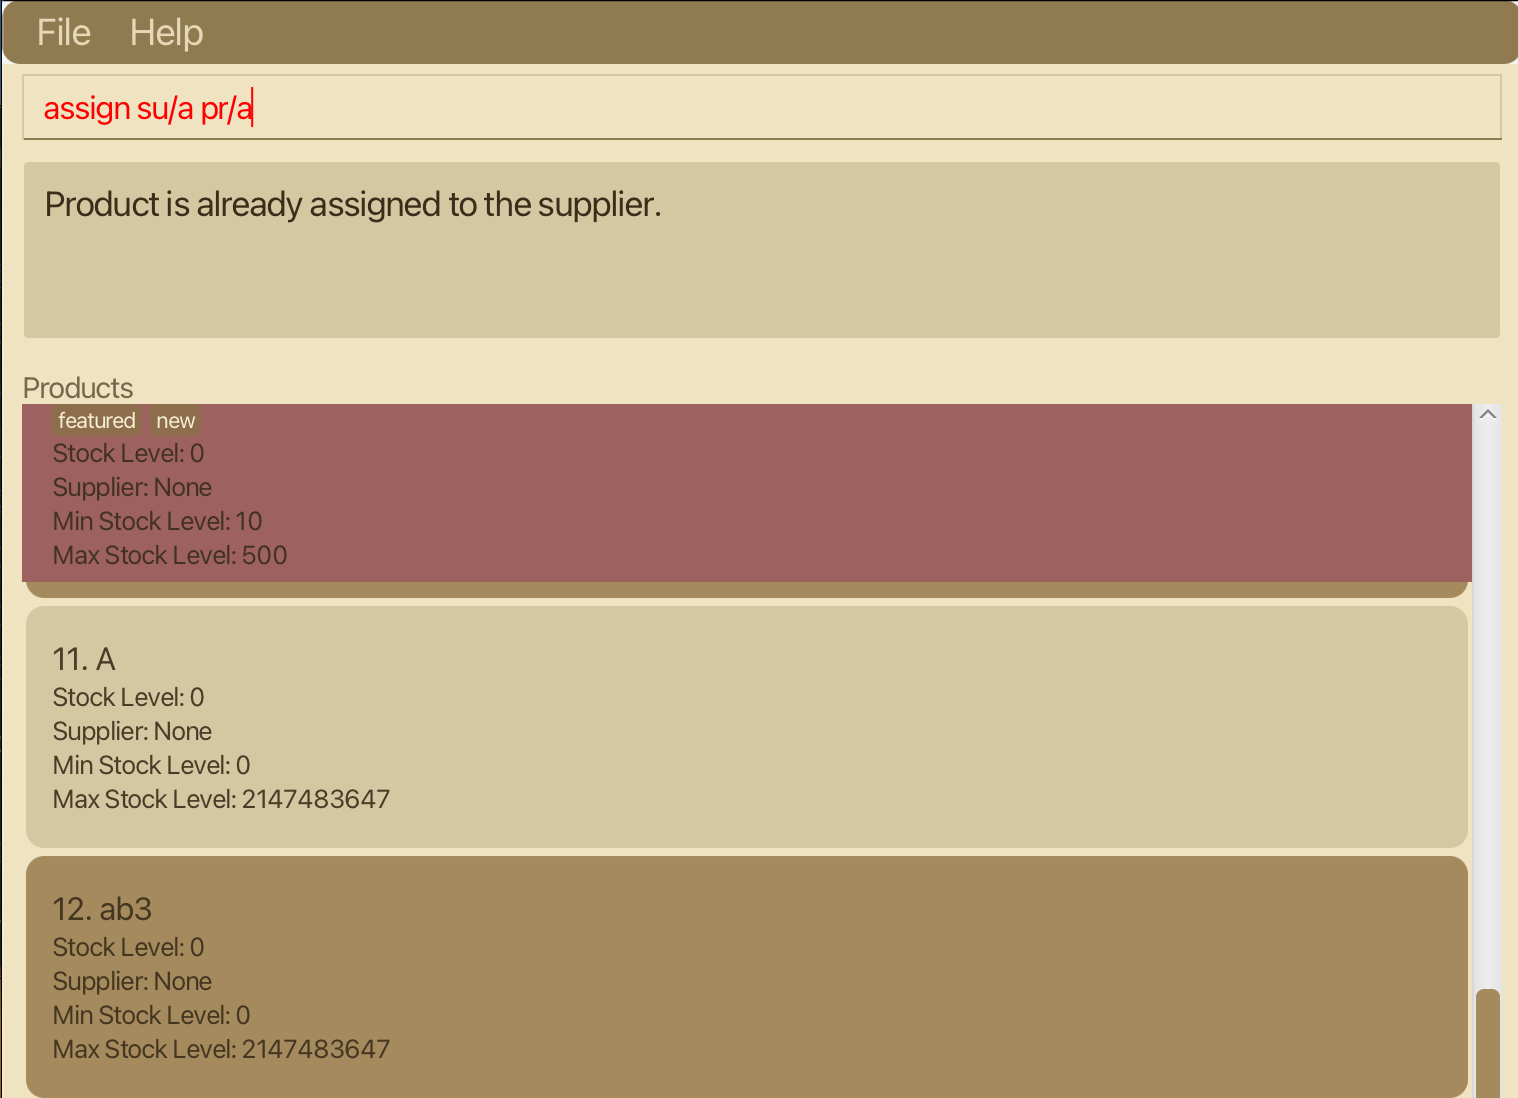 File Help
assign su/a pr/a
Product is already assigned to the supplier.
Products
featured new
Stock Level: 0
Supplier: None
Min Stock Level: 10
Max Stock Level: 500
11. A
Stock Level: 0
Supplier: None
Min Stock Level: 0
Max Stock Level: 2147483647
12. ab3
Stock Level: 0
Supplier: None
Min Stock Level: 0
Max Stock Level: 2147483647